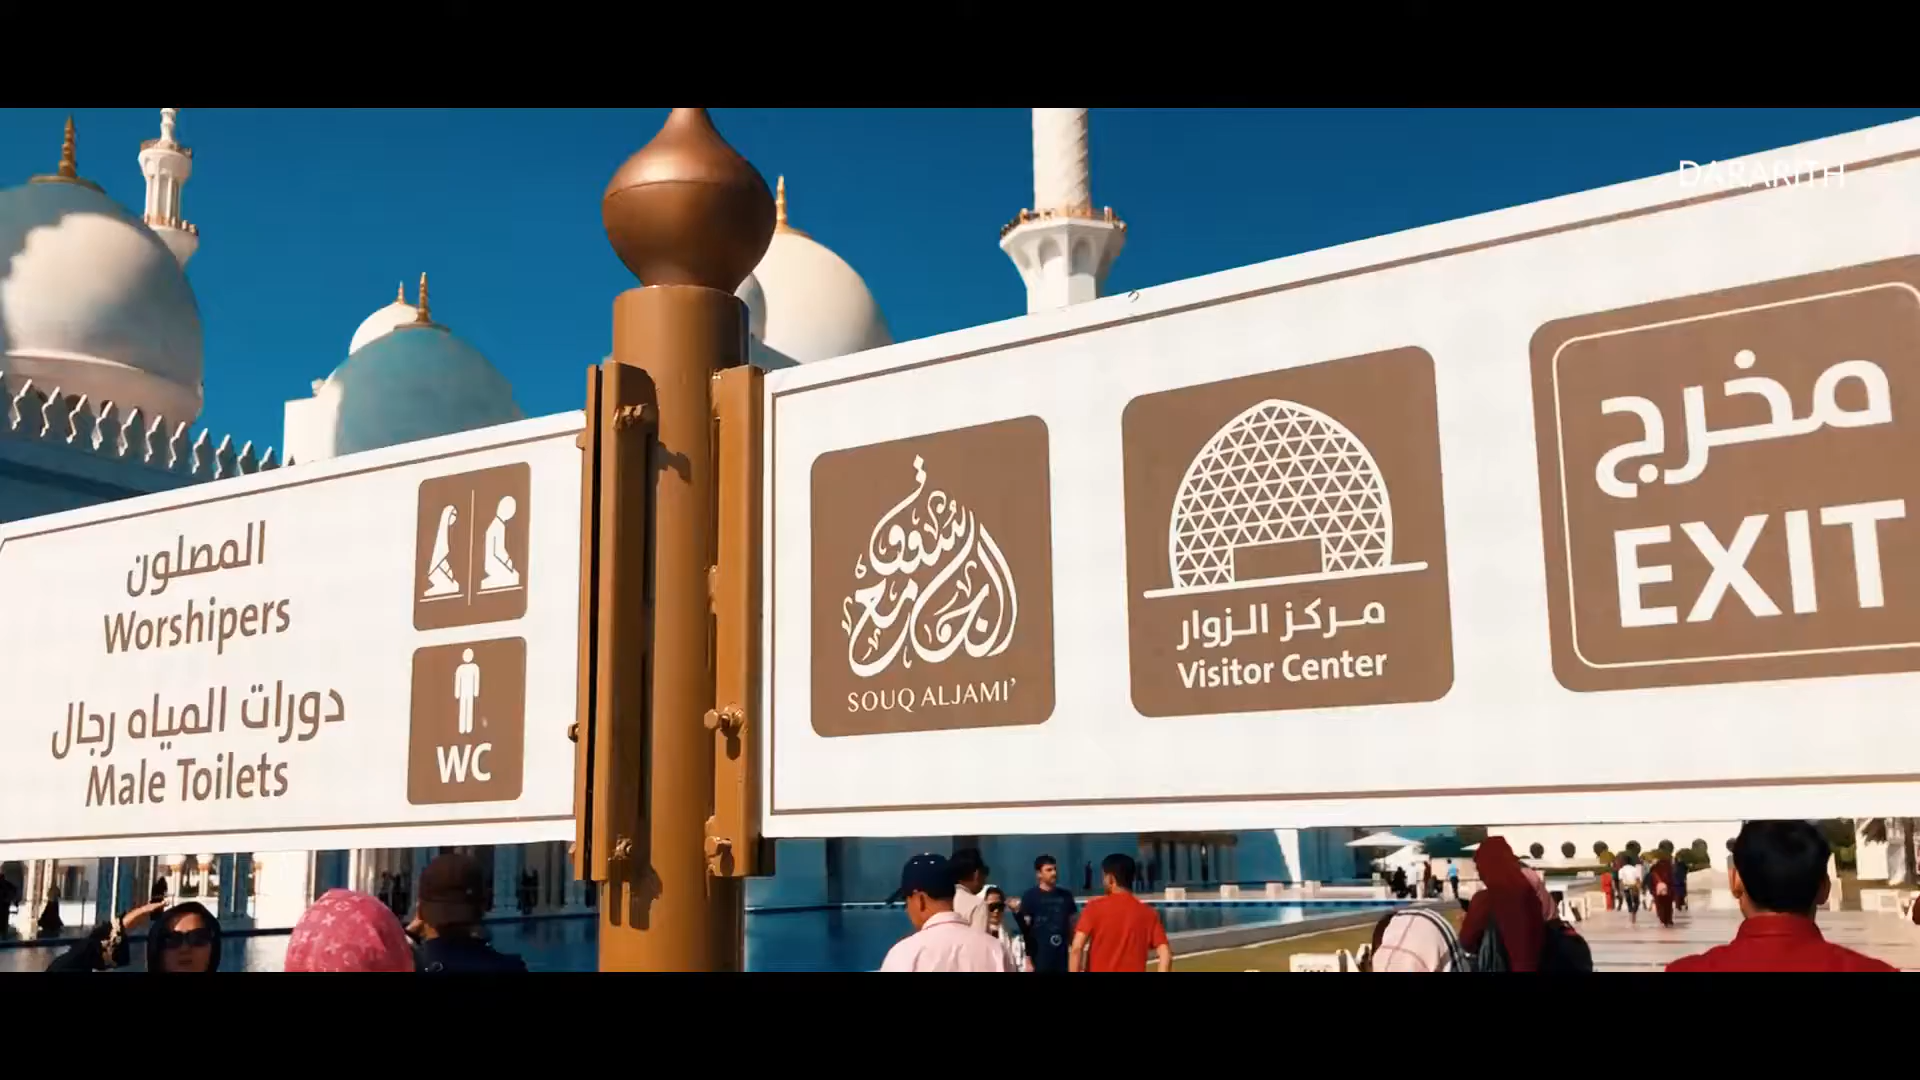 المصلون
Worshipers
دورات المياه رجال
Male Toilets
WC
سوق الجامع
SOUQ ALJAMI'
مركز الزوار
Visitor Center
مخرج
EXIT
DARARITH